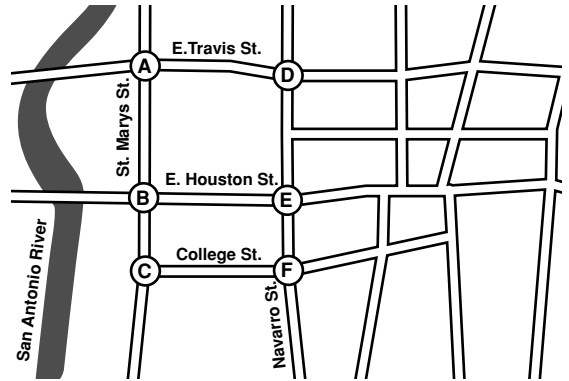 E.Travis St.
A
D
St. Marys St.
E. Houston St.
B
E
College St.
C
F
San Antonio River
Navarro St.